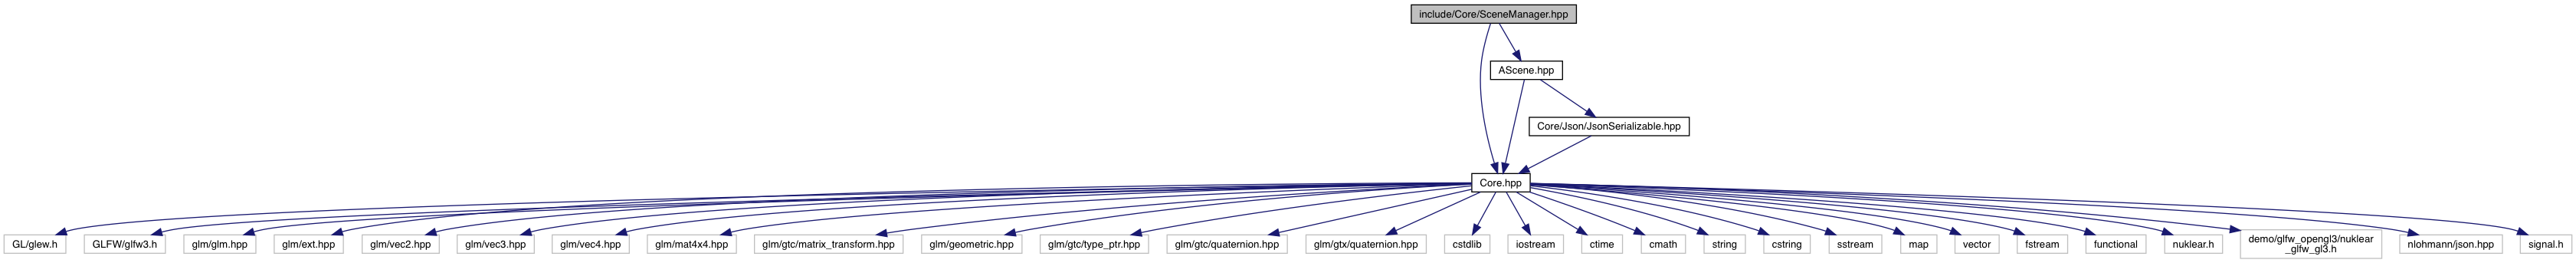 include/Core/SceneManager.hpp
AScene.hpp
Core/Json/JsonSerializable.hpp
Core.hpp
GL/glew.h
GLFW/glfw3.h
glm/glm.hpp
glm/ext.hpp
glm/vec2.hpp
glm/vec3.hpp
glm/vec4.hpp
glm/mat4x4.hpp
glm/gtc/matrix_transform.hpp
glm/geometric.hpp
glm/gtc/type_ptr.hpp
glm/gtc/quaternion.hpp
glm/gtx/quaternion.hpp
cstdlib
iostream
ctime
cmath
string
cstring
sstream
map
vector
fstream
functional
nuklear.h
demo/glfw_opengl3/nuklear
_glfw_gl3.h
nlohmann/json.hpp
signal.h